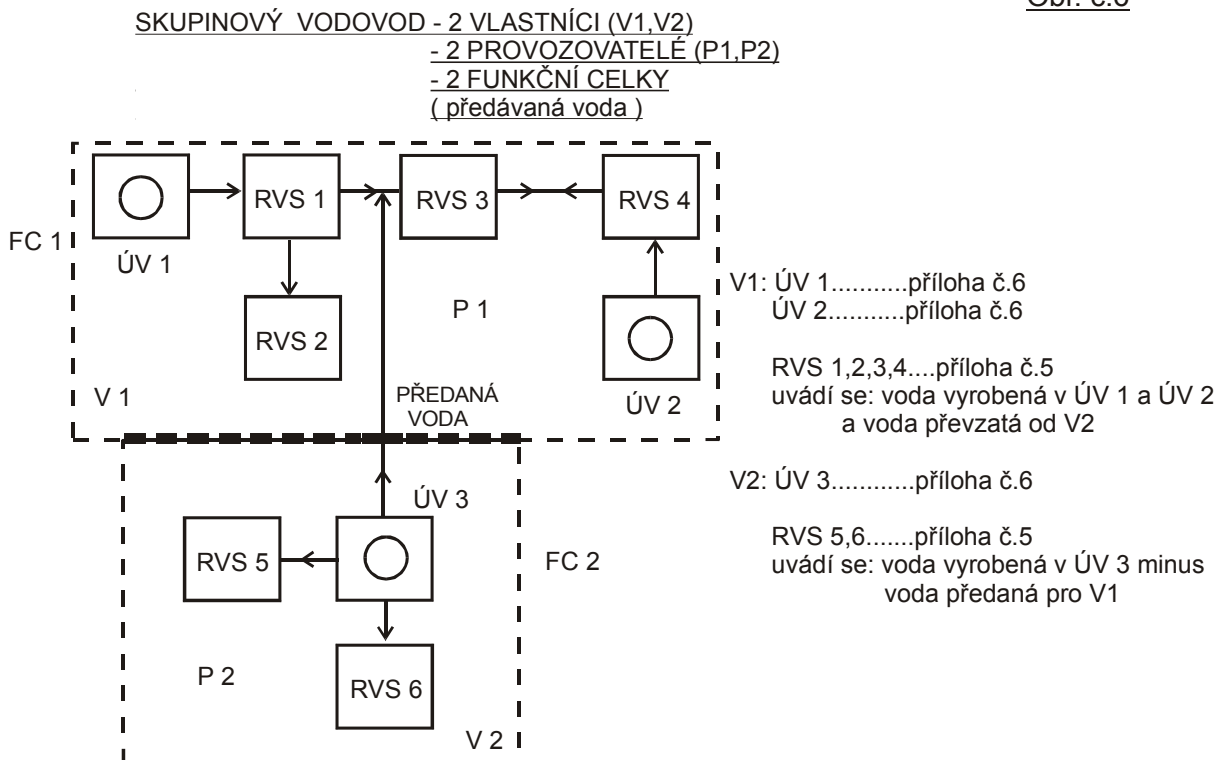 Obr. č.6
SKUPINOVÝ VODOVOD - 2 VLASTNÍCI (V1,V2)
- 2 PROVOZOVATELÉ (P1,P2)
- 2 FUNKČNÍ CELKY
( předávaná voda )
RVS 1
RVS 3
RVS 4
FC 1
ÚV 1
P 1
RVS 2
V 1
PŘEDANÁ
VODA
ÚV 2
V1: ÚV 1...........příloha č.6
ÚV 2...........příloha č.6
RVS 1,2,3,4....příloha č.5
uvádí se: voda vyrobená v ÚV 1 a ÚV 2
a voda převzatá od V2
V2: ÚV 3............příloha č.6
RVS 5,6.......příloha č.5
uvádí se: voda vyrobená v ÚV 3 minus
voda předaná pro V1
ÚV 3
RVS 5
FC 2
P 2
RVS 6
V 2